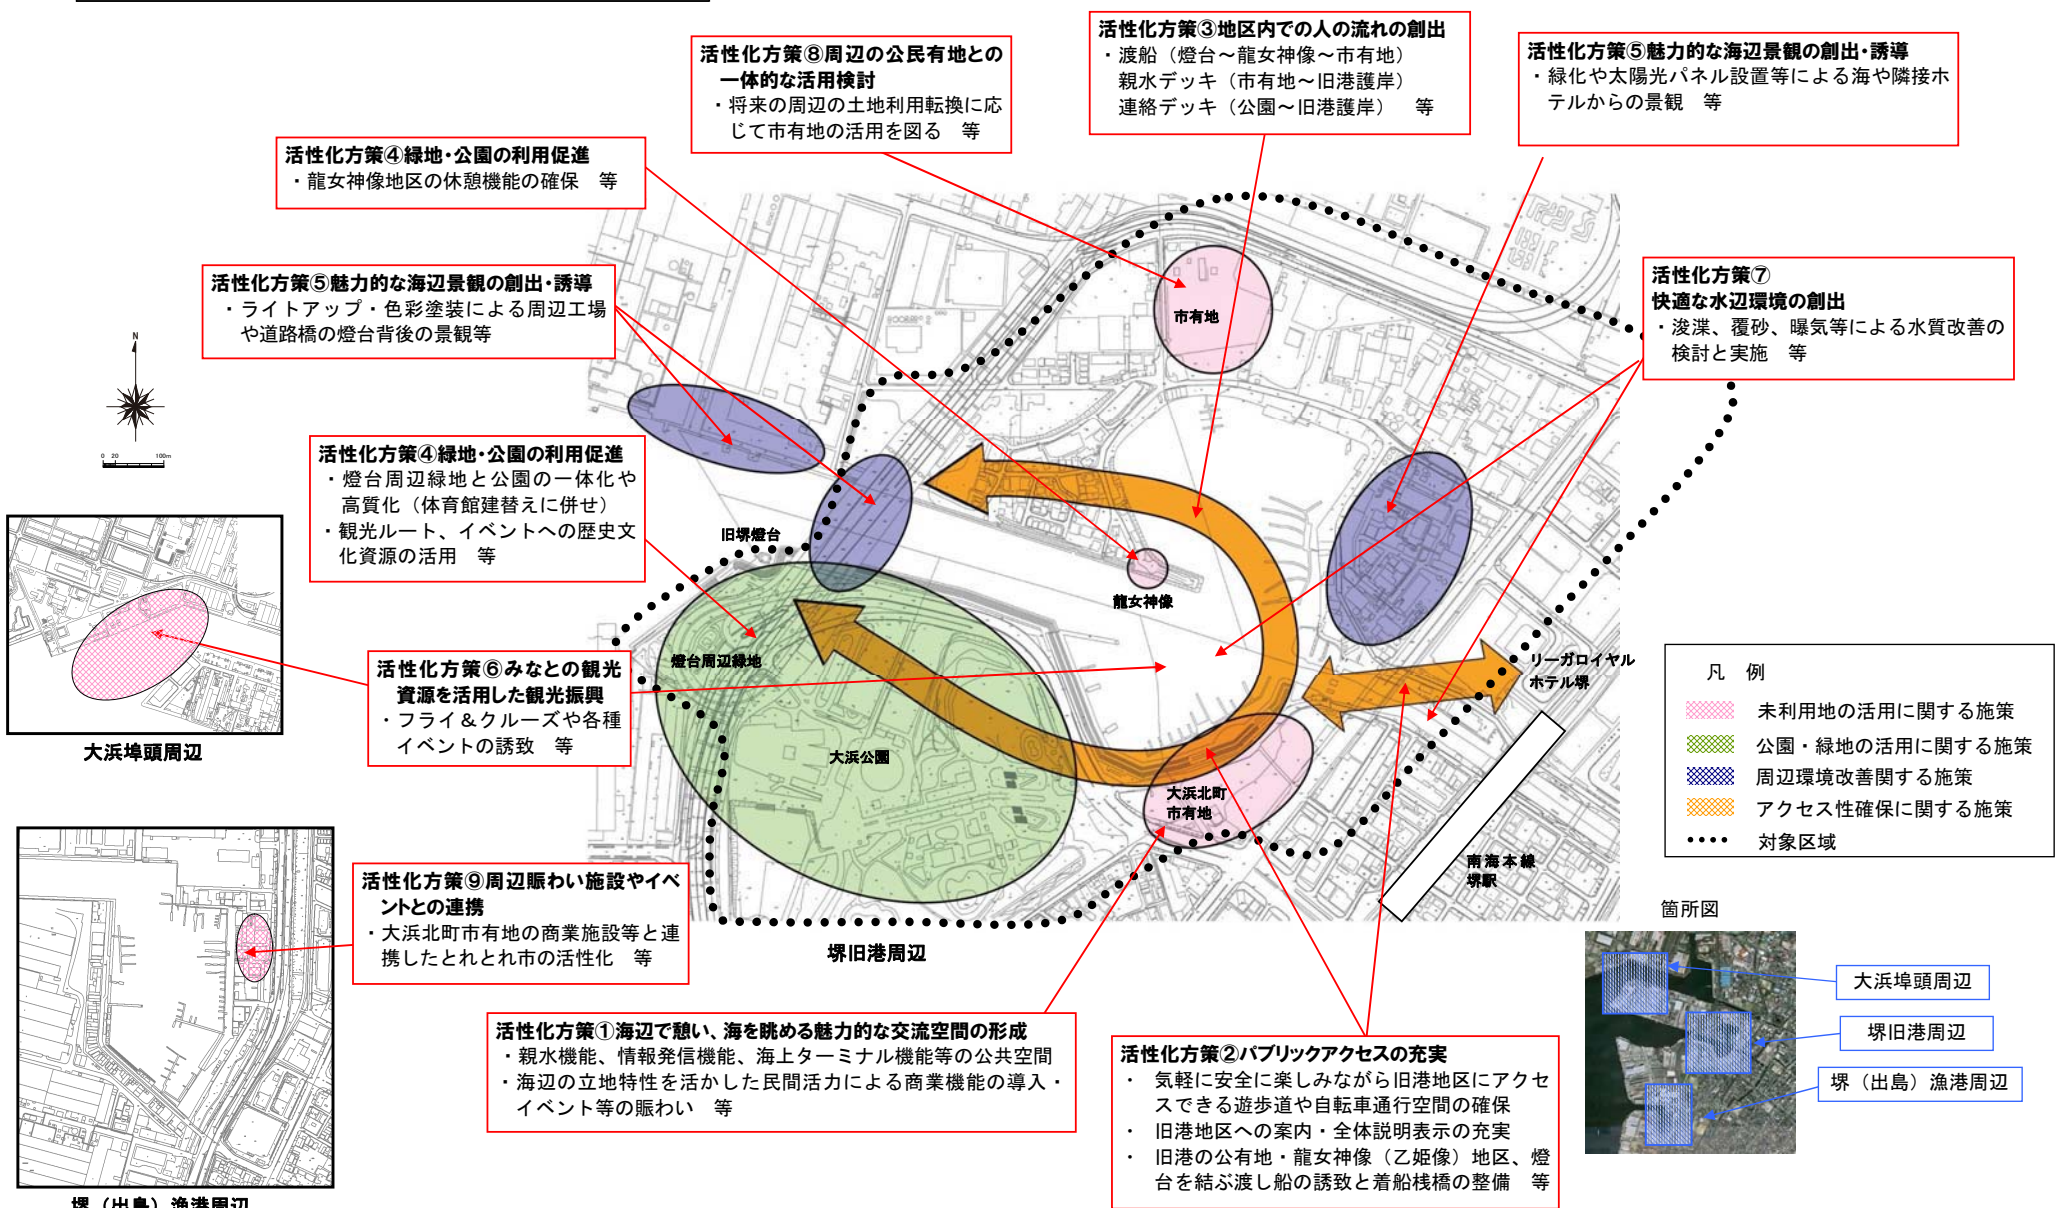 活性化方策③地区内での人の流れの創出
・渡船（燈台～龍女神像～市有地）
親水デッキ（市有地～旧港護岸）
連絡デッキ（公園～旧港護岸）　等
活性化方策⑧周辺の公民有地との
一体的な活用検討
・将来の周辺の土地利用転換に応
じて市有地の活用を図る　等
活性化方策⑤魅力的な海辺景観の創出・誘導
・緑化や太陽光パネル設置等による海や隣接ホ
テルからの景観　等
活性化方策④緑地・公園の利用促進
・龍女神像地区の休憩機能の確保　等
活性化方策⑤魅力的な海辺景観の創出・誘導
・ライトアップ・色彩塗装による周辺工場
や道路橋の燈台背後の景観等
活性化方策⑦
快適な水辺環境の創出
・浚渫、覆砂、曝気等による水質改善の
検討と実施　等
市有地
N
0 20 100m
活性化方策④緑地・公園の利用促進
・燈台周辺緑地と公園の一体化や
高質化（体育館建替えに併せ）
・観光ルート、イベントへの歴史文
化資源の活用　等
旧堺燈台
龍女神像
燈台周辺緑地
リーガロイヤル
ホテル堺
活性化方策⑥みなとの観光
資源を活用した観光振興
・フライ＆クルーズや各種
イベントの誘致　等
大浜埠頭周辺
大浜公園
大浜北町
市有地
南海本線
堺駅
凡　例
未利用地の活用に関する施策
公園・緑地の活用に関する施策
周辺環境改善関する施策
アクセス性確保に関する施策
対象区域
活性化方策⑨周辺賑わい施設やイベ
ントとの連携
・大浜北町市有地の商業施設等と連
携したとれとれ市の活性化　等
堺旧港周辺
箇所図
大浜埠頭周辺
堺旧港周辺
堺（出島）漁港周辺
活性化方策①海辺で憩い、海を眺める魅力的な交流空間の形成
・親水機能、情報発信機能、海上ターミナル機能等の公共空間
・海辺の立地特性を活かした民間活力による商業機能の導入・
イベント等の賑わい　等
活性化方策②パブリックアクセスの充実
・　気軽に安全に楽しみながら旧港地区にアクセ
スできる遊歩道や自転車通行空間の確保
・　旧港地区への案内・全体説明表示の充実
・　旧港の公有地・龍女神像（乙姫像）地区、燈
台を結ぶ渡し船の誘致と着船桟橋の整備　等
堺（出島）漁港周辺